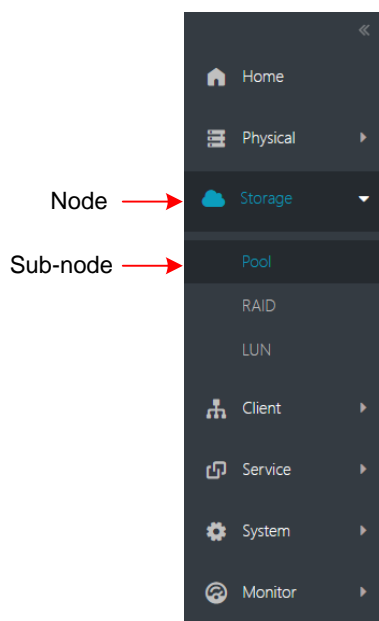 Home
Physical
Node
Storage
Sub-node
Pool
RAID
LUN
Client
Service
System
Monitor